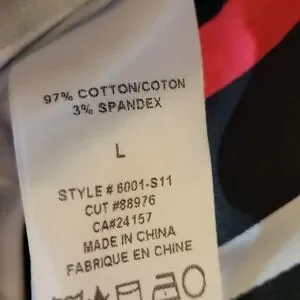 97% COTTON/COTON
3% SPANDEX
L
STYLE # 6001-S11
CUT #88976
CA#24157
MADE IN CHINA
FABRIQUE EN CHINE